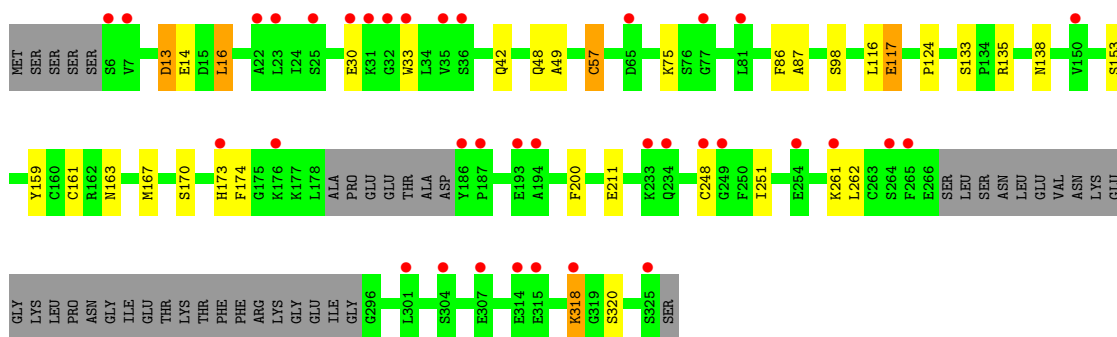 MET SER SER SER SER S6 V7 D13 E14 D15 L16 A22 L23 I24 S25 E30 K31 G32 W33 L34 V35 S36 Q42 Q48 A49 C57 D65 K75 S76 G77 L81 F86 A87 S98 L116 E117 P124 S133 P134 R135 N138 V150 S153
Y159 C160 C161 R162 N163 M167 S170 H173 F174 G175 K176 K177 L178 ALA PRO GLU GLU THR ALA ASP Y186 P187 E193 A194 F200 E211 K233 Q234 C248 G249 F250 I251 E254 K261 L262 C263 S264 F265 E266 SER LEU SER SER ASN LEU GLU VAL ASN LYS GLU
GLY LYS LEU PRO ASN GLY ILE GLU THR LYS THR PHE PHE ARG LYS GLY GLU ILE GLY G296 L301 S304 E307 E314 E315 K318 G319 S320 S325 SER